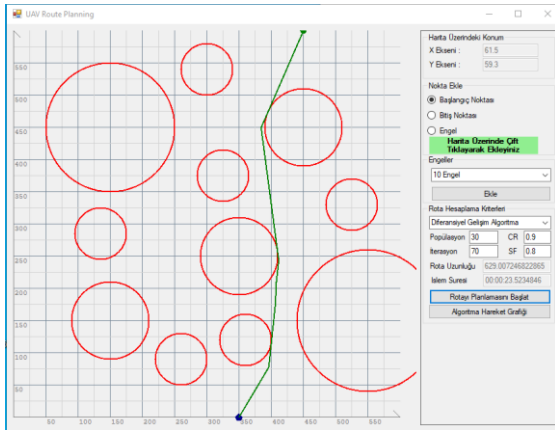 UAV Route Planning
Harita Üzerindeki Konum
X Ekseni : 61.5
Y Ekseni : 59.3
Nokta Ekle
Başlangıç Noktası
Bitiş Noktası
Engel
Harita Üzerinde Çift
Tıklayarak Ekleyiniz
Engeller
10 Engel
Ekle
Rota Hesaplama Kriterleri
Diferansiyel Gelişim Algoritma
Popülasyon 30 CR 0.9
Iterasyon 70 SF 0.8
Rota Uzunluğu 629.007246822865
Islem Suresi 00:00:23.5234846
Rotayı Planlamasını Başlat
Algoritma Hareket Grafiği
550
500
450
400
350
300
250
200
150
100
50
50 100 150 200 250 300 350 400 450 500 550